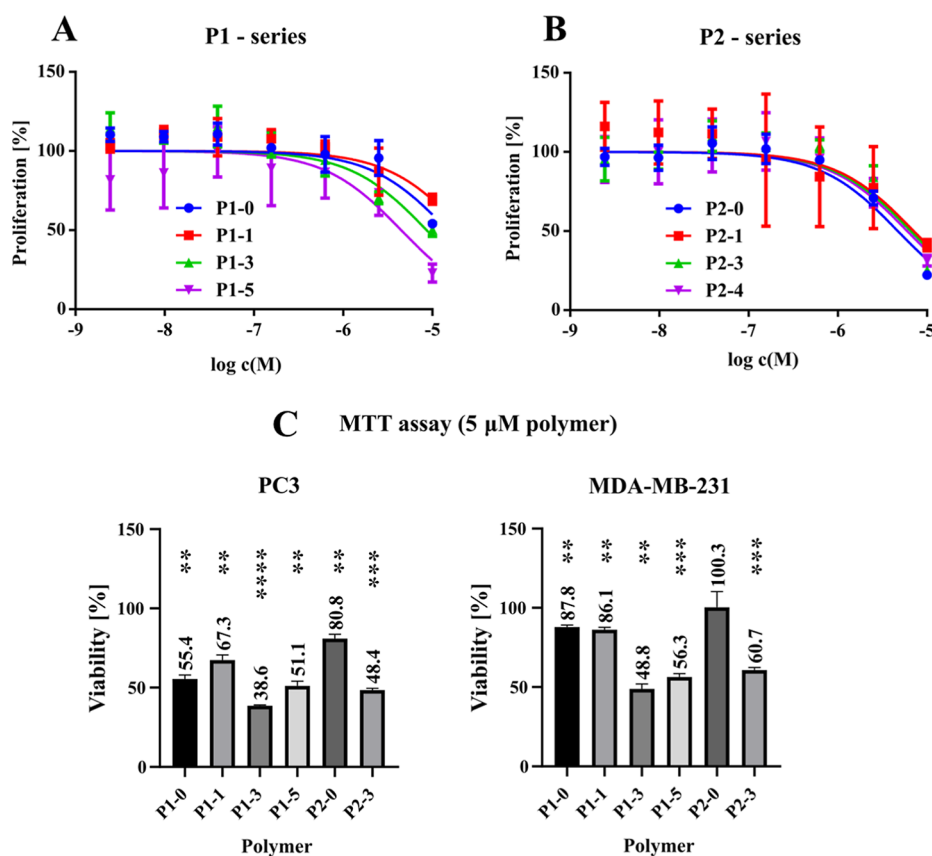 A
P1 - series
150
100
50
0
Proliferation [%]
P1-0
P1-1
P1-3
P1-5
-9
-8
-7
-6
-5
log c(M)
B
P2 - series
150
100
50
0
Proliferation [%]
P2-0
P2-1
P2-3
P2-4
-9
-8
-7
-6
-5
log c(M)
C
MTT assay (5 µM polymer)
PC3
150
100
50
0
Viability [%]
**
**
****
**
**
***
55.4
67.3
38.6
51.1
80.8
48.4
P1-0
P1-1
P1-3
P1-5
P2-0
P2-3
Polymer
MDA-MB-231
150
100
50
0
Viability [%]
**
**
**
***
***
87.8
86.1
48.8
56.3
100.3
60.7
P1-0
P1-1
P1-3
P1-5
P2-0
P2-3
Polymer